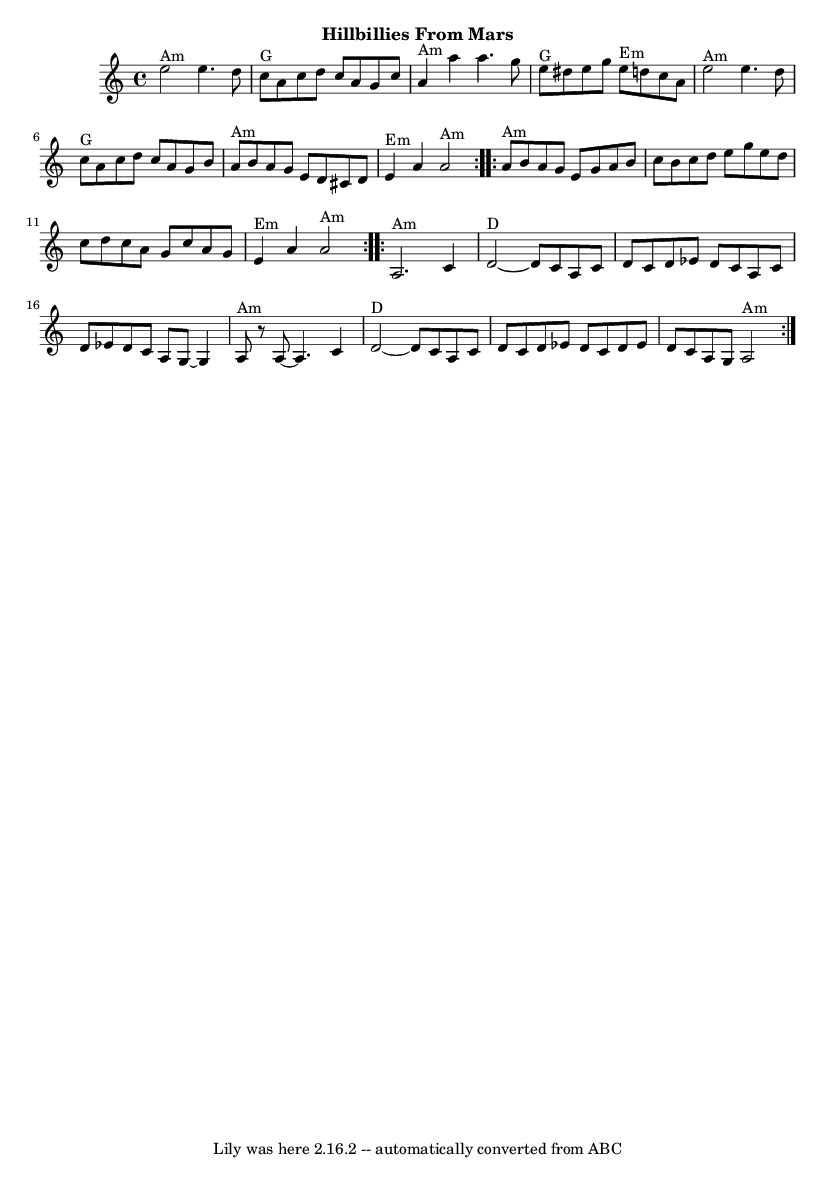 Hillbillies From Mars
Am G Am G Em Am
6 G Am Em Am Am
11 Em Am Am D
16 Am D Am
Lily was here 2.16.2 -- automatically converted from ABC